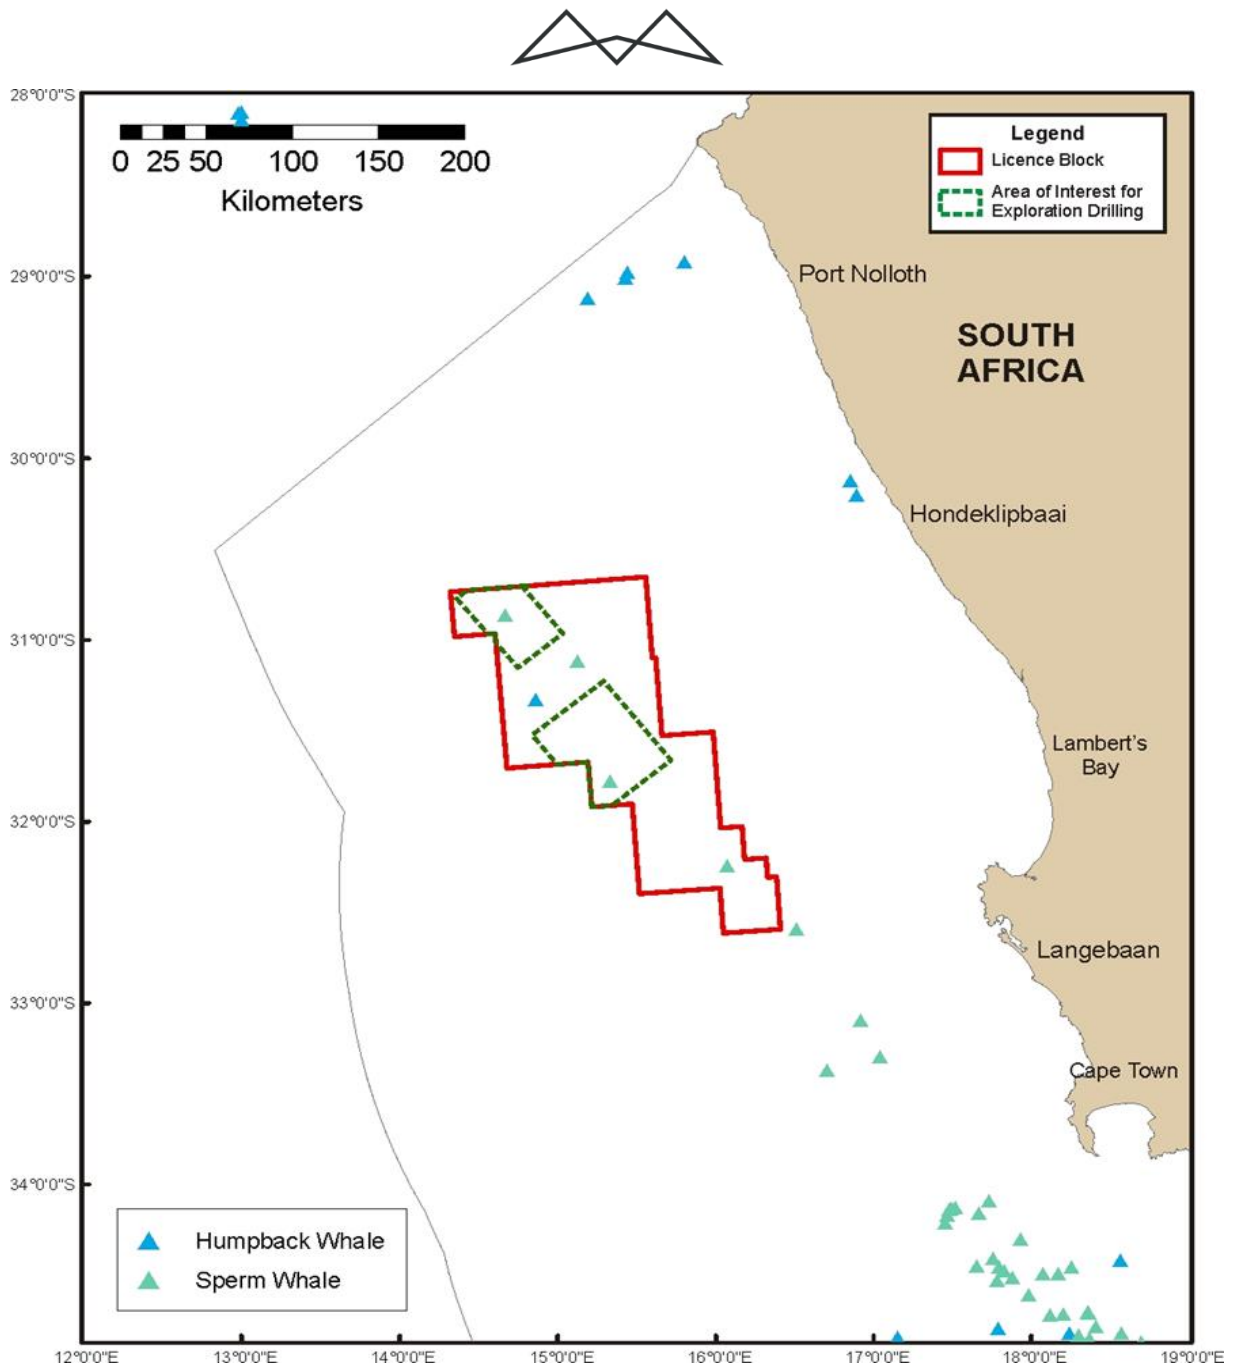 28°0'0"S
0 25 50 100 150 200
Kilometers
Legend
Licence Block
Area of Interest for
Exploration Drilling
29°0'0"S
Port Nolloth
SOUTH
AFRICA
30°0'0"S
Hondeklipbaai
31°0'0"S
Lambert's
Bay
32°0'0"S
Langebaan
33°0'0"S
Cape Town
34°0'0"S
Humpback Whale
Sperm Whale
12°0'0"E 13°0'0"E 14°0'0"E 15°0'0"E 16°0'0"E 17°0'0"E 18°0'0"E 19°0'0"E